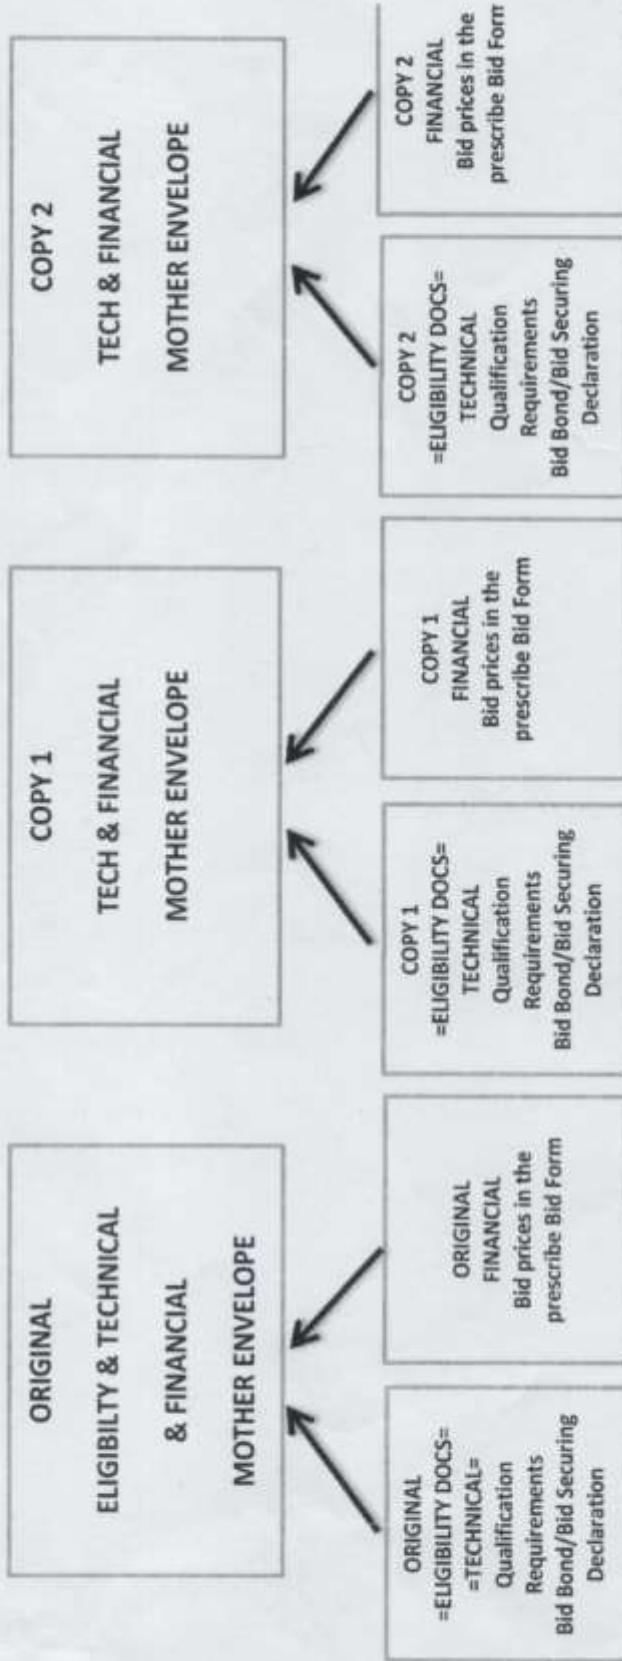 ORIGINAL
ELIGIBILTY & TECHNICAL
& FINANCIAL
MOTHER ENVELOPE
COPY 1
TECH & FINANCIAL
MOTHER ENVELOPE
COPY 2
TECH & FINANCIAL
MOTHER ENVELOPE
ORIGINAL
=ELIGIBILITY DOCS=
=TECHNICAL=
Qualification
Requirements
Bid Bond/Bid Securing
Declaration
ORIGINAL
FINANCIAL
Bid prices in the
prescribe Bid Form
COPY 1
=ELIGIBILITY DOCS=
TECHNICAL
Qualification
Requirements
Bid Bond/Bid Securing
Declaration
COPY 1
FINANCIAL
Bid prices in the
prescribe Bid Form
COPY 2
=ELIGIBILITY DOCS=
TECHNICAL
Qualification
Requirements
Bid Bond/Bid Securing
Declaration
COPY 2
FINANCIAL
Bid prices in the
prescribe Bid Form